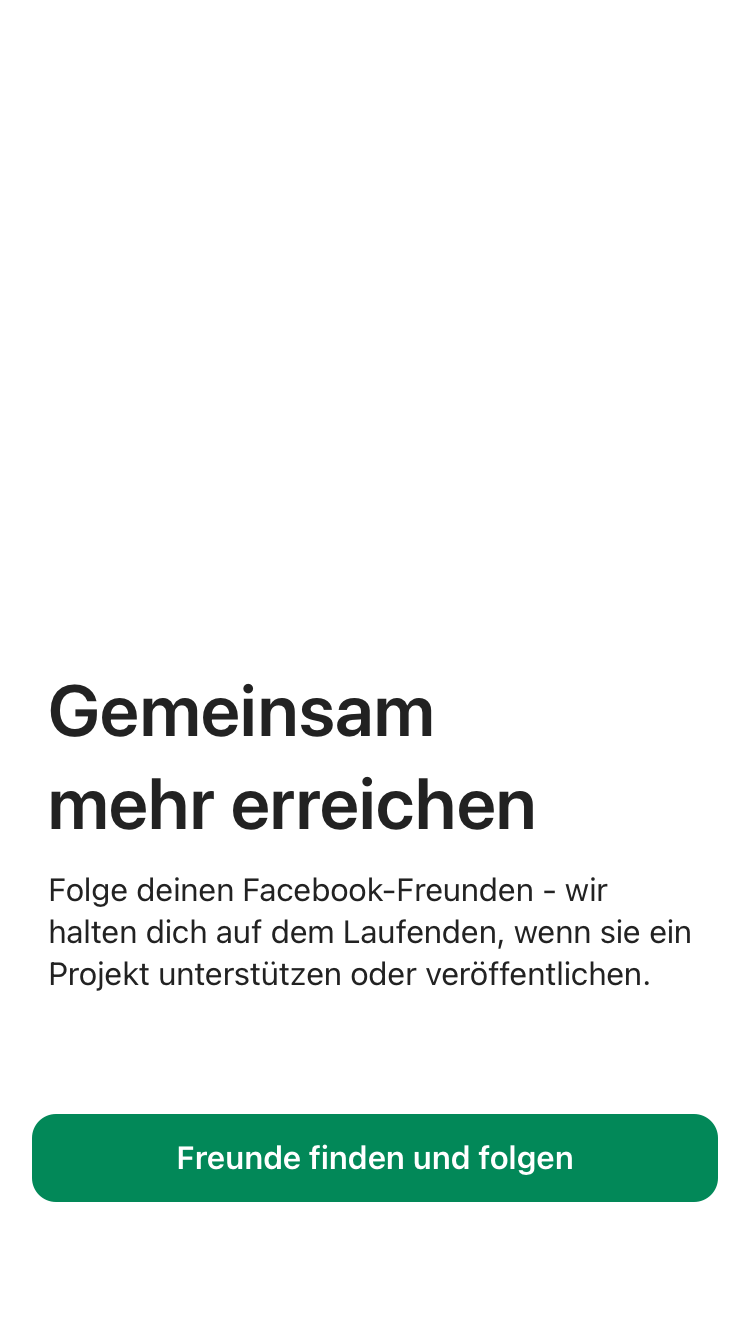 Gemeinsam
mehr erreichen
Folge deinen Facebook-Freunden - wir
halten dich auf dem Laufenden, wenn sie ein
Projekt unterstützen oder veröffentlichen.
Freunde finden und folgen